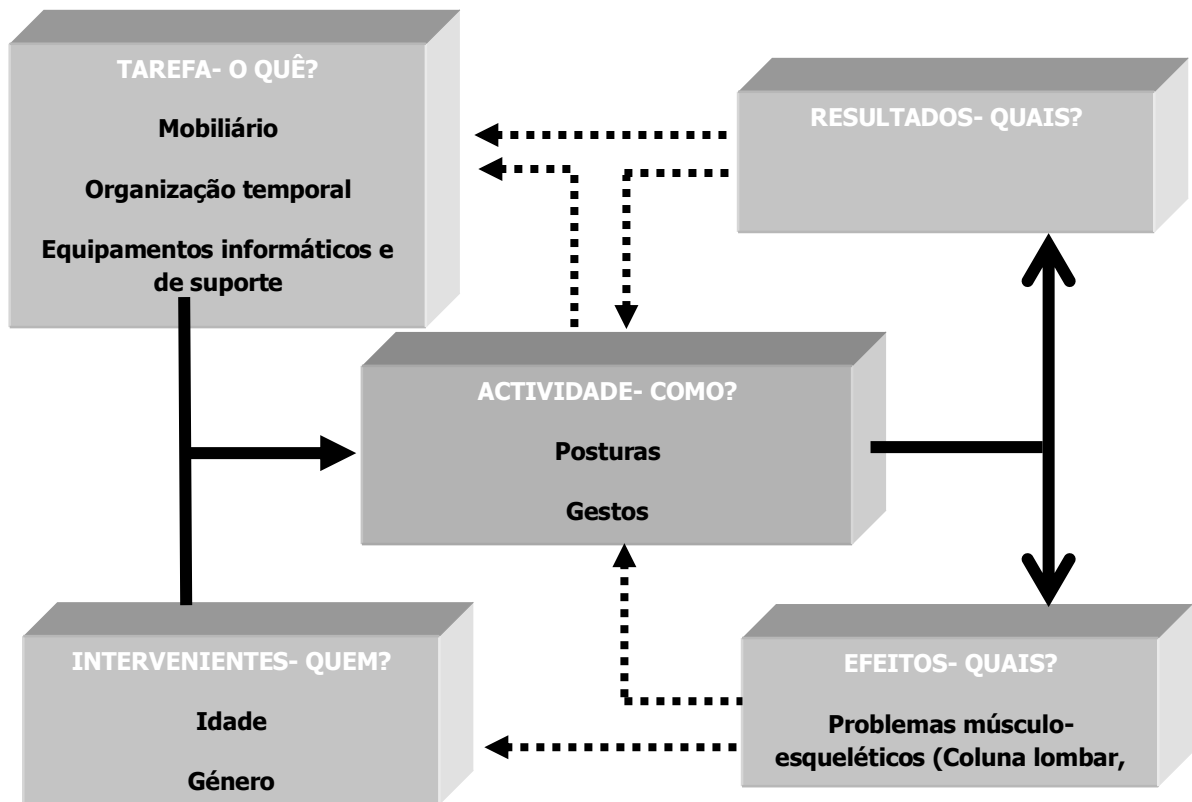 TAREFA- O QUÊ?
Mobiliário
Organização temporal
Equipamentos informáticos e
de suporte
RESULTADOS- QUAIS?
ACTIVIDADE- COMO?
Posturas
Gestos
INTERVENIENTES- QUEM?
Idade
Género
EFEITOS- QUAIS?
Problemas músculo-
esqueléticos (Coluna lombar,